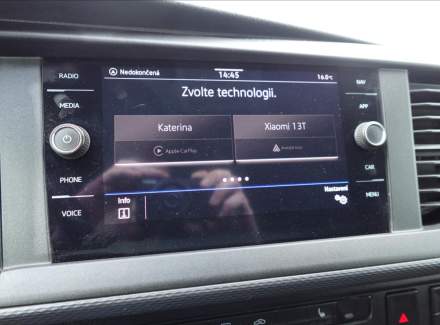 RADIO
MEDIA
PHONE
VOICE
Nedokončená
14:45
16.0
Zvolte technologii.
Katerina
Apple CarPlay
Xiaomi 13T
Info
Nastavení
NAV
APP
CAR
MENU